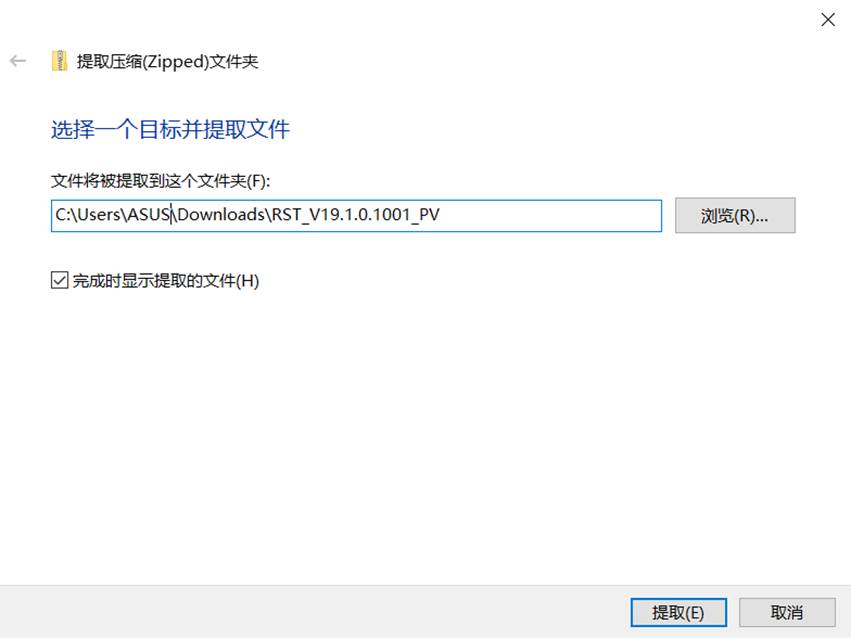 提取压缩(Zipped)文件夹
选择一个目标并提取文件
文件将被提取到这个文件夹(F):
C:\Users\ASUS\Downloads\RST_V19.1.0.1001_PV
浏览(R)...
完成时显示提取的文件(H)
提取(E)
取消